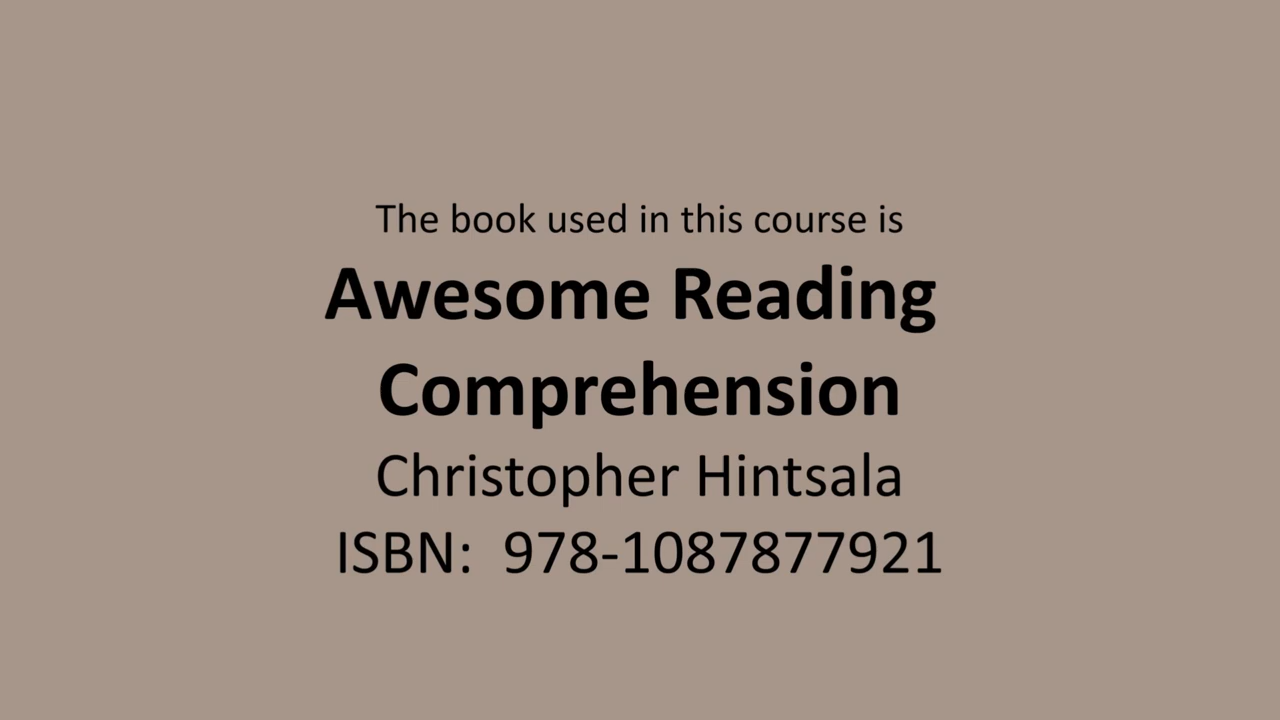 The book used in this course is
Awesome Reading
Comprehension
Christopher Hintsala
ISBN:  978-1087877921